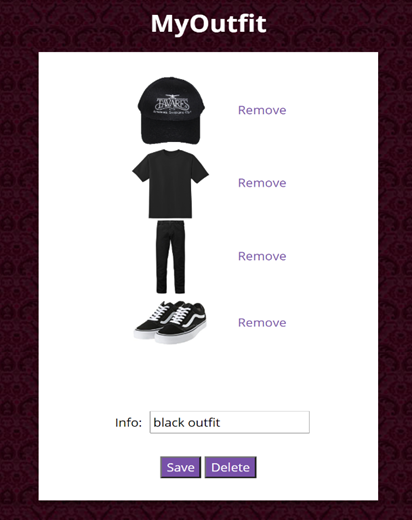 MyOutfit
TAVARES
Remove
Remove
Remove
Remove
Info: black outfit
Save Delete